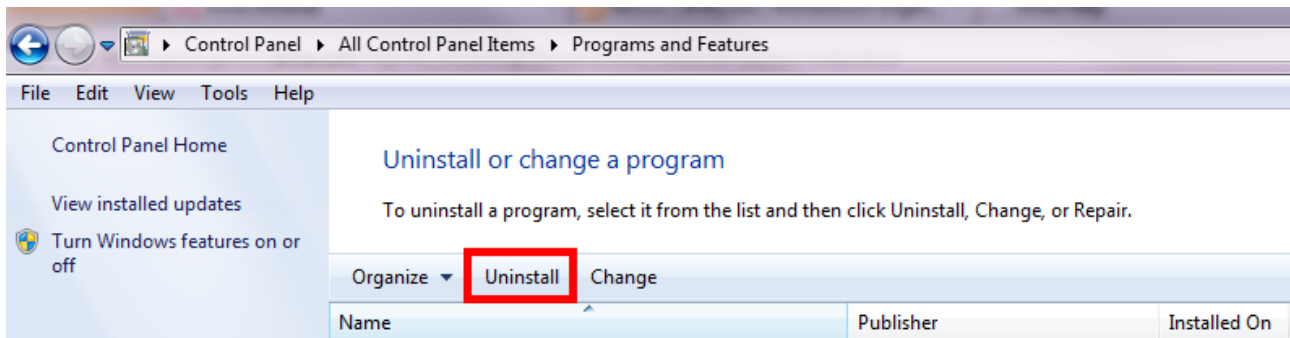 Control Panel ▸ All Control Panel Items ▸ Programs and Features
File Edit View Tools Help
Control Panel Home
View installed updates
Turn Windows features on or
off
Uninstall or change a program
To uninstall a program, select it from the list and then click Uninstall, Change, or Repair.
Organize Uninstall Change
Name Publisher Installed On